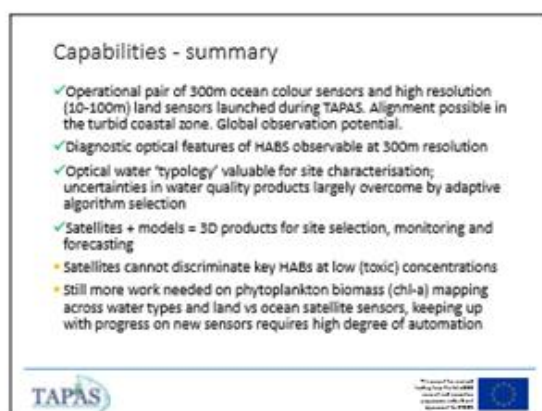 Capabilities - summary
✓Operational pair of 300m ocean colour sensors and high resolution
(10-100m) land sensors launched during TAPAS. Alignment possible in
the turbid coastal zone. Global observation potential.
✓Diagnostic optical features of HABS observable at 300m resolution
✓Optical water 'typology' valuable for site characterisation;
uncertainties in water quality products largely overcome by adaptive
algorithm selection
✓Satellites + models = 3D products for site selection, monitoring and
forecasting
• Satellites cannot discriminate key HABs at low (toxic) concentrations
• Still more work needed on phytoplankton biomass (chl-a) mapping
across water types and land vs ocean satellite sensors, keeping up
with progress on new sensors requires high degree of automation
TAPAS